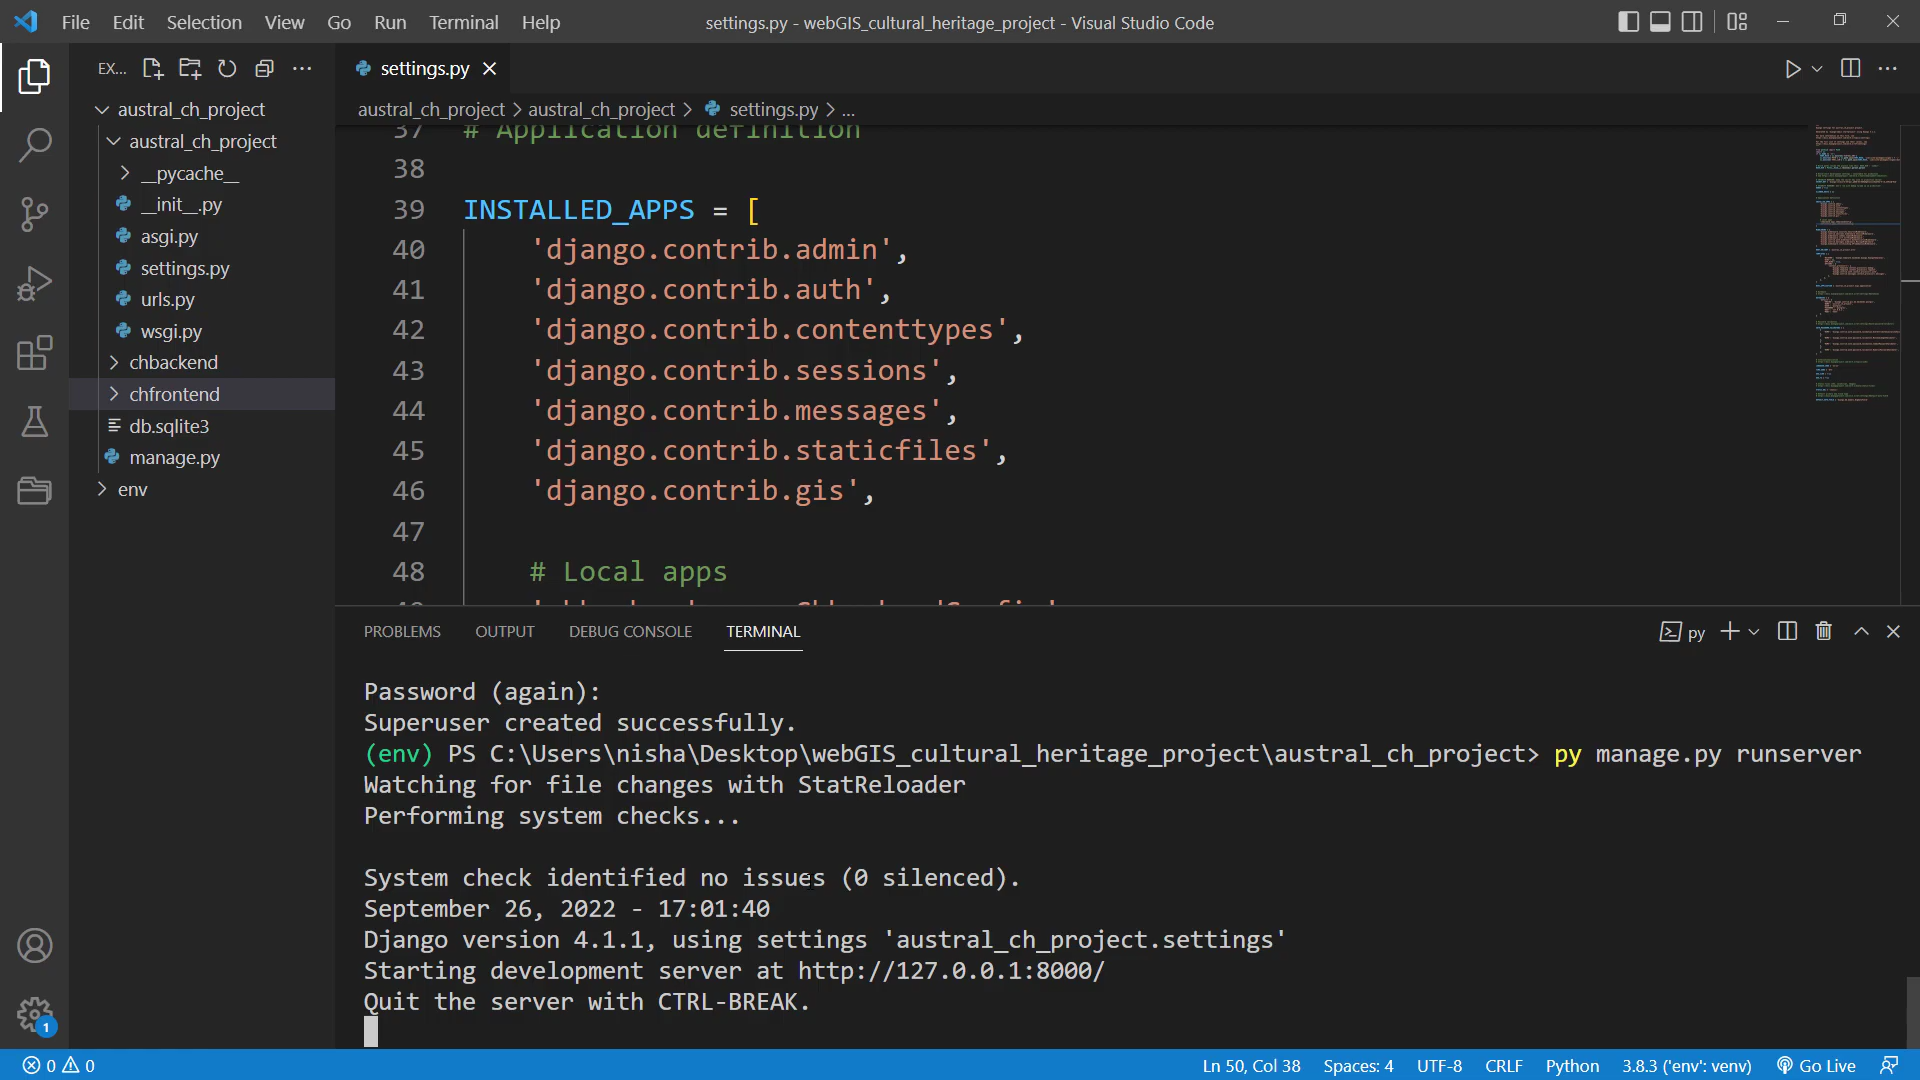 File Edit Selection View Go Run Terminal Help
settings.py - webGIS_cultural_heritage_project - Visual Studio Code
EX...
settings.py
austral_ch_project > austral_ch_project > settings.py > ...
austral_ch_project
austral_ch_project
__pycache__
__init__.py
asgi.py
settings.py
urls.py
wsgi.py
chbackend
chfrontend
db.sqlite3
manage.py
env
37 # Application definition
38
39 INSTALLED_APPS = [
40 'django.contrib.admin',
41 'django.contrib.auth',
42 'django.contrib.contenttypes',
43 'django.contrib.sessions',
44 'django.contrib.messages',
45 'django.contrib.staticfiles',
46 'django.contrib.gis',
47
48 # Local apps
PROBLEMS OUTPUT DEBUG CONSOLE TERMINAL
py
Password (again):
Superuser created successfully.
(env) PS C:\Users\nisha\Desktop\webGIS_cultural_heritage_project\austral_ch_project> py manage.py runserver
Watching for file changes with StatReloader
Performing system checks...
System check identified no issues (0 silenced).
September 26, 2022 - 17:01:40
Django version 4.1.1, using settings 'austral_ch_project.settings'
Starting development server at http://127.0.0.1:8000/
Quit the server with CTRL-BREAK.
1
0 0
Ln 50, Col 38 Spaces: 4 UTF-8 CRLF Python 3.8.3 ('env': venv) Go Live